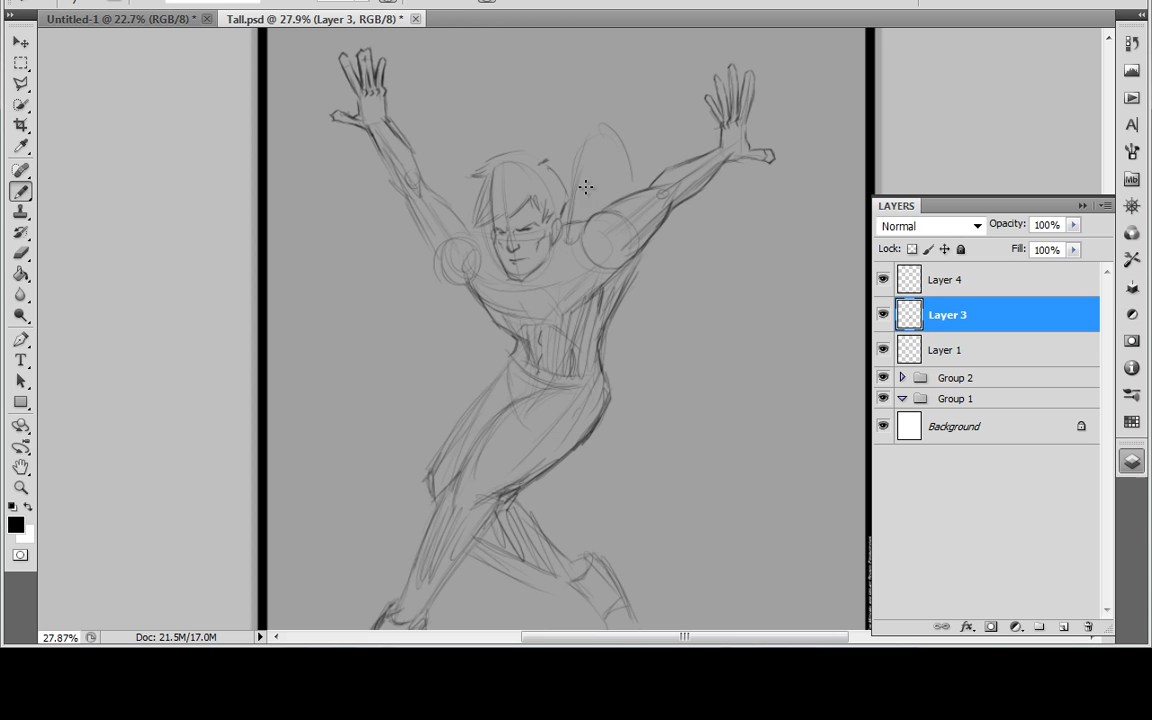 Untitled-1 @ 22.7% (RGB/8) *
Tall.psd @ 27.9% (Layer 3, RGB/8) *
LAYERS
Normal
Opacity: 100%
Lock:
Fill: 100%
Layer 4
Layer 3
Layer 1
Group 2
Group 1
Background
27.87%
Doc: 21.5M/17.0M